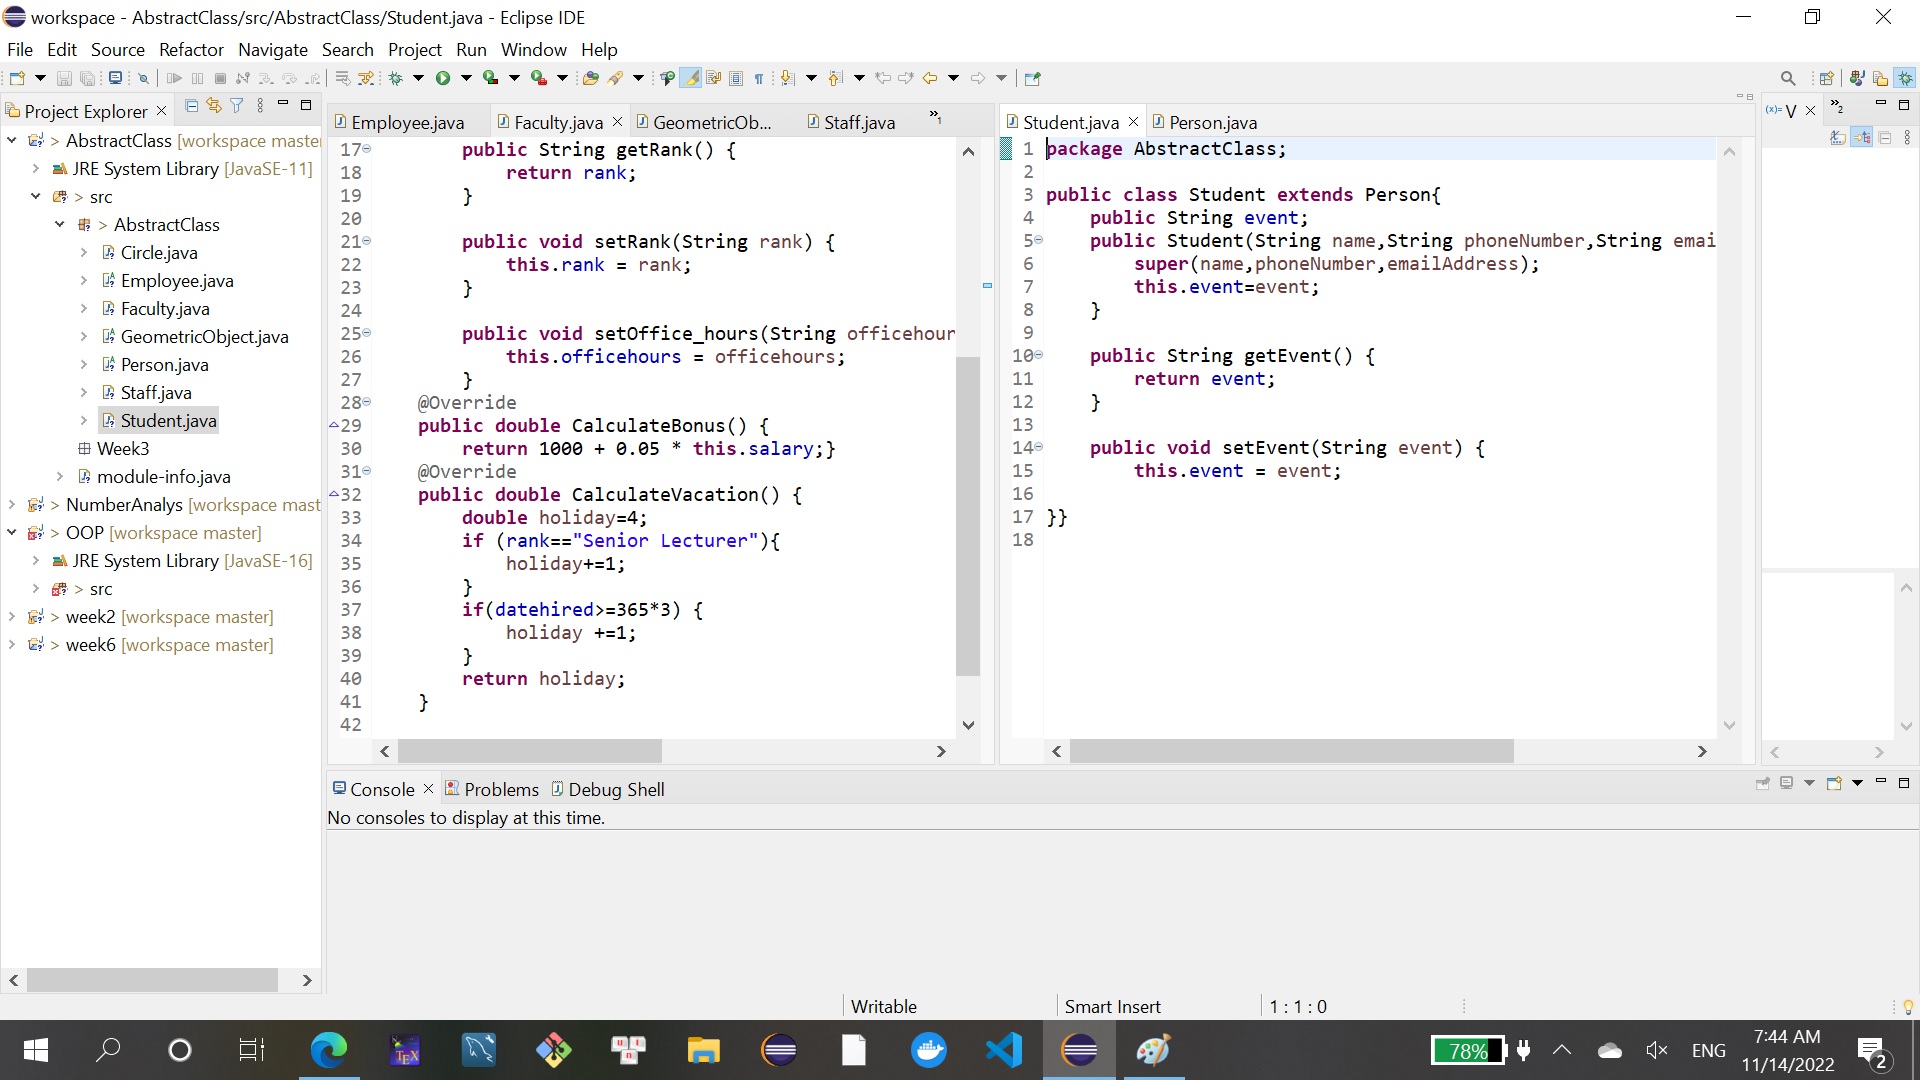 workspace - AbstractClass/src/AbstractClass/Student.java - Eclipse IDE
File Edit Source Refactor Navigate Search Project Run Window Help
Project Explorer
> AbstractClass [workspace master
JRE System Library [JavaSE-11]
> src
> AbstractClass
Circle.java
Employee.java
Faculty.java
GeometricObject.java
Person.java
Staff.java
Student.java
Week3
module-info.java
> NumberAnalys [workspace mast
> OOP [workspace master]
JRE System Library [JavaSE-16]
> src
> week2 [workspace master]
> week6 [workspace master]
Employee.java Faculty.java GeometricOb... Staff.java »1
17 public String getRank() {
18 return rank;
19 }
20
21 public void setRank(String rank) {
22 this.rank = rank;
23 }
24
25 public void setOffice_hours(String officehour
26 this.officehours = officehours;
27 }
28 @Override
29 public double CalculateBonus() {
30 return 1000 + 0.05 * this.salary;}
31 @Override
32 public double CalculateVacation() {
33 double holiday=4;
34 if (rank=="Senior Lecturer"){
35 holiday+=1;
36 }
37 if(datehired>=365*3) {
38 holiday +=1;
39 }
40 return holiday;
41 }
42
Student.java Person.java
1 package AbstractClass;
2
3 public class Student extends Person{
4 public String event;
5 public Student(String name,String phoneNumber,String emai
6 super(name,phoneNumber,emailAddress);
7 this.event=event;
8 }
9
10 public String getEvent() {
11 return event;
12 }
13
14 public void setEvent(String event) {
15 this.event = event;
16
17 }}
18
(x)= V »2
Console Problems Debug Shell
No consoles to display at this time.
Writable Smart Insert 1 : 1 : 0
TEX
u i n
78%
ENG
7:44 AM
11/14/2022
2